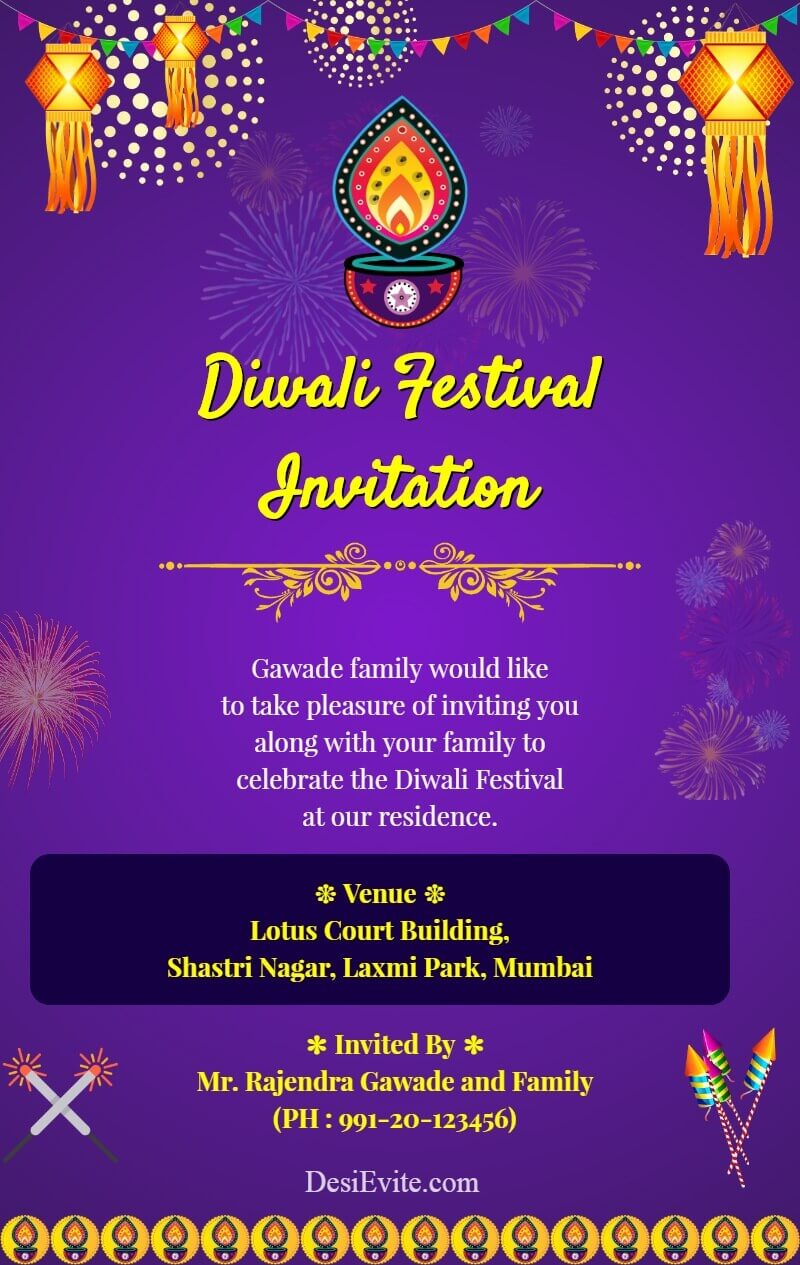 Diwali Festival
Invitation
Gawade family would like
to take pleasure of inviting you
along with your family to
celebrate the Diwali Festival
at our residence.
❇ Venue ❇
Lotus Court Building,
Shastri Nagar, Laxmi Park, Mumbai
✻ Invited By ✻
Mr. Rajendra Gawade and Family
(PH : 991-20-123456)
DesiEvite.com